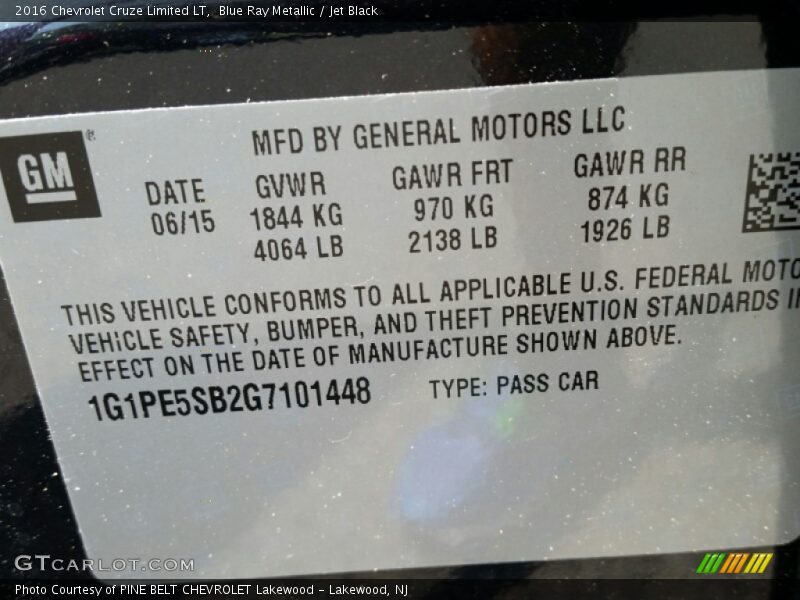 2016 Chevrolet Cruze Limited LT, Blue Ray Metallic / Jet Black
GM®
MFD BY GENERAL MOTORS LLC
DATE GVWR GAWR FRT GAWR RR
06/15 1844 KG 970 KG 874 KG
4064 LB 2138 LB 1926 LB
THIS VEHICLE CONFORMS TO ALL APPLICABLE U.S. FEDERAL MOTO
VEHICLE SAFETY, BUMPER, AND THEFT PREVENTION STANDARDS IN
EFFECT ON THE DATE OF MANUFACTURE SHOWN ABOVE.
1G1PE5SB2G7101448 TYPE: PASS CAR
GTCARLOT.COM
Photo Courtesy of PINE BELT CHEVROLET Lakewood - Lakewood, NJ